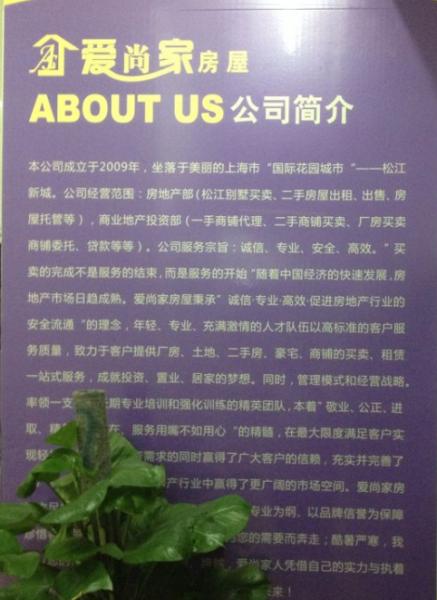 爱尚家房屋
ABOUT US公司简介
本公司成立于2009年，坐落于美丽的上海市“国际花园城市“——松江
新城。公司经营范围：房地产部(松江别墅买卖、二手房屋出租、出售、房
屋托管等)，商业地产投资部(一手商铺代理、二手商铺买卖、厂房买卖
商铺委托、贷款等等)。公司服务宗旨：诚信、专业、安全、高效。”买
卖的完成不是服务的结束,而是服务的开始“随着中国经济的快速发展,房
地产市场日趋成熟。爱尚家房屋秉承”诚信·专业·高效·促进房地产行业的
安全流通“的理念，年轻、专业、充满激情的人才队伍以高标准的客户服
务质量，致力于客户提供厂房、土地、二手房、豪宅、商铺的买卖、租赁
一站式服务，成就投资、置业、居家的梦想。同时，管理模式和经营战略。
率领一支 期专业培训和强化训练的精英团队,本着”敬业、公正、进
取、 在、服务用嘴不如用心“的精髓，在最大限度满足客户实
现 需求的同时赢得了广大客户的信赖，充实并完善了
产行业中赢得了更广阔的市场空间。爱尚家房
专业为纲、以品牌信誉为保障
您的需要而奔走；酷暑严寒，我
爱尚家人凭借自己的实力与执着
来！